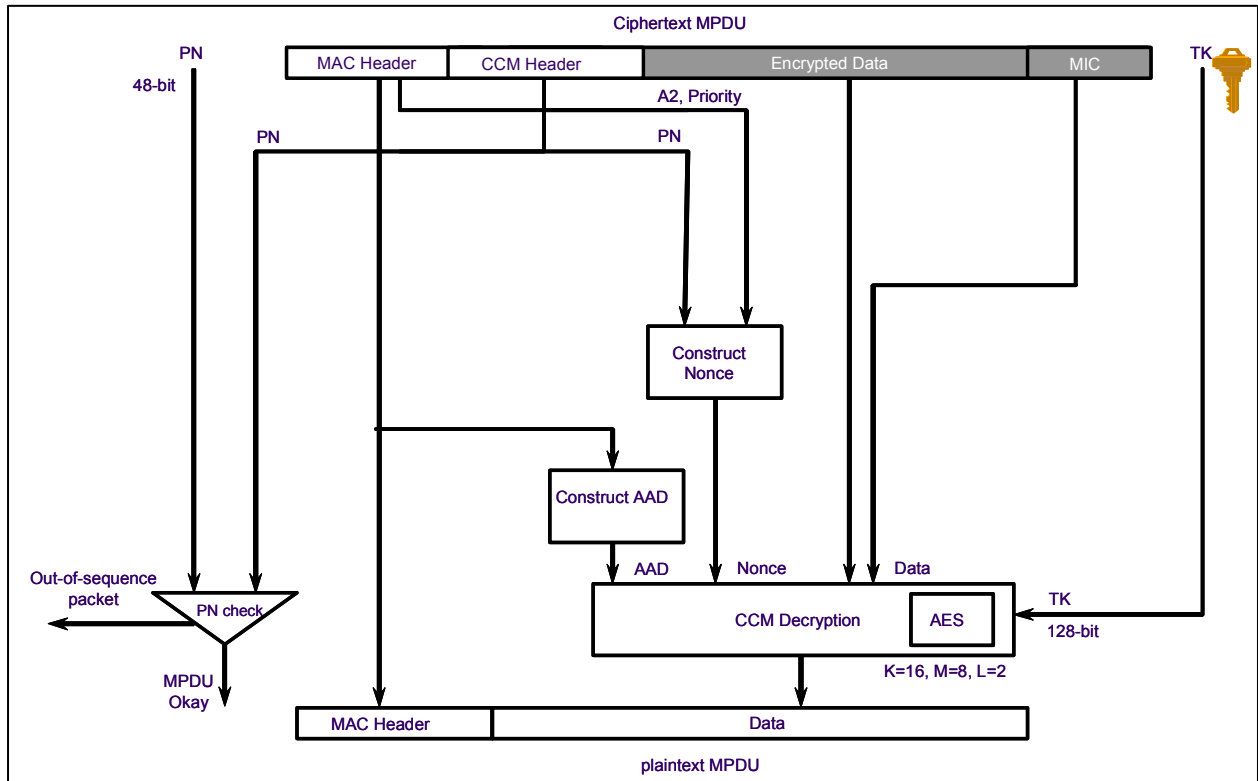 Ciphertext MPDU
PN
MAC Header
CCM Header
Encrypted Data
MIC
TK
48-bit
A2, Priority
PN
PN
Construct
Nonce
Construct AAD
Out-of-sequence
packet
PN check
AAD
Nonce
Data
CCM Decryption
AES
TK
128-bit
K=16, M=8, L=2
MPDU
Okay
MAC Header
Data
plaintext MPDU